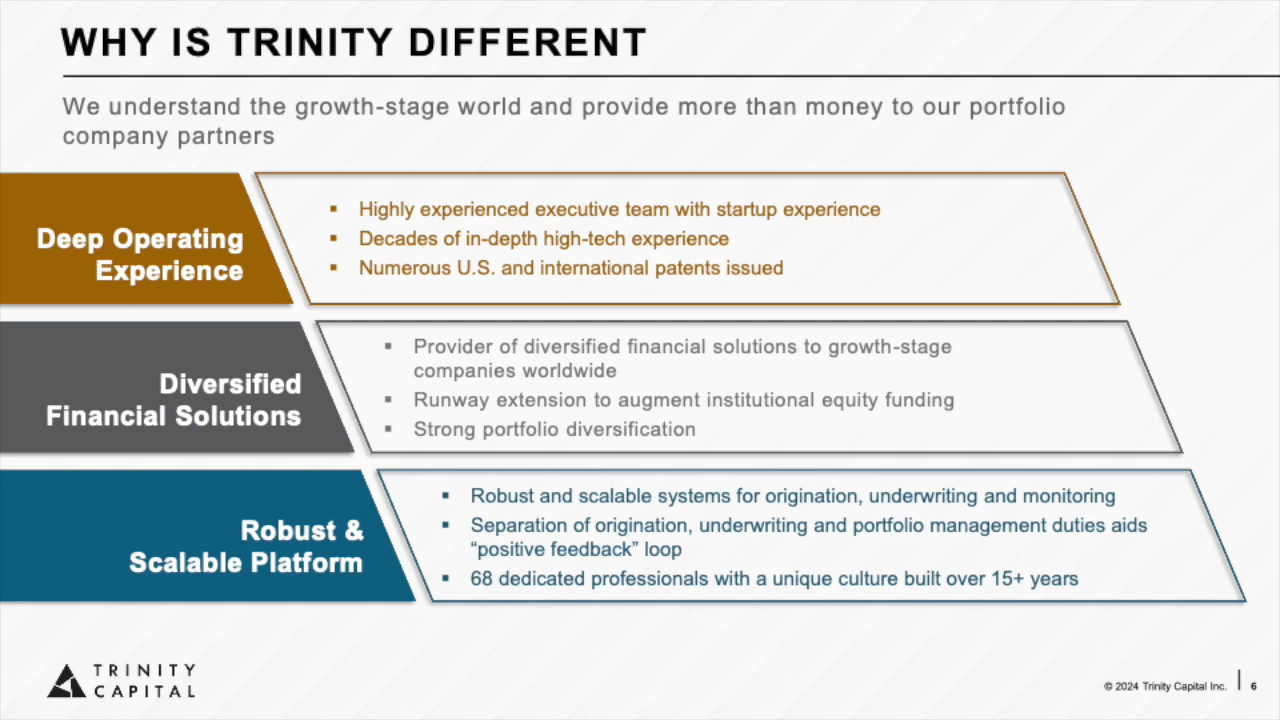 WHY IS TRINITY DIFFERENT
We understand the growth-stage world and provide more than money to our portfolio
company partners
Deep Operating
Experience
▪ Highly experienced executive team with startup experience
▪ Decades of in-depth high-tech experience
▪ Numerous U.S. and international patents issued
Diversified
Financial Solutions
▪ Provider of diversified financial solutions to growth-stage
companies worldwide
▪ Runway extension to augment institutional equity funding
▪ Strong portfolio diversification
Robust &
Scalable Platform
▪ Robust and scalable systems for origination, underwriting and monitoring
▪ Separation of origination, underwriting and portfolio management duties aids
“positive feedback” loop
▪ 68 dedicated professionals with a unique culture built over 15+ years
TRINITY
CAPITAL
© 2024 Trinity Capital Inc. | 6